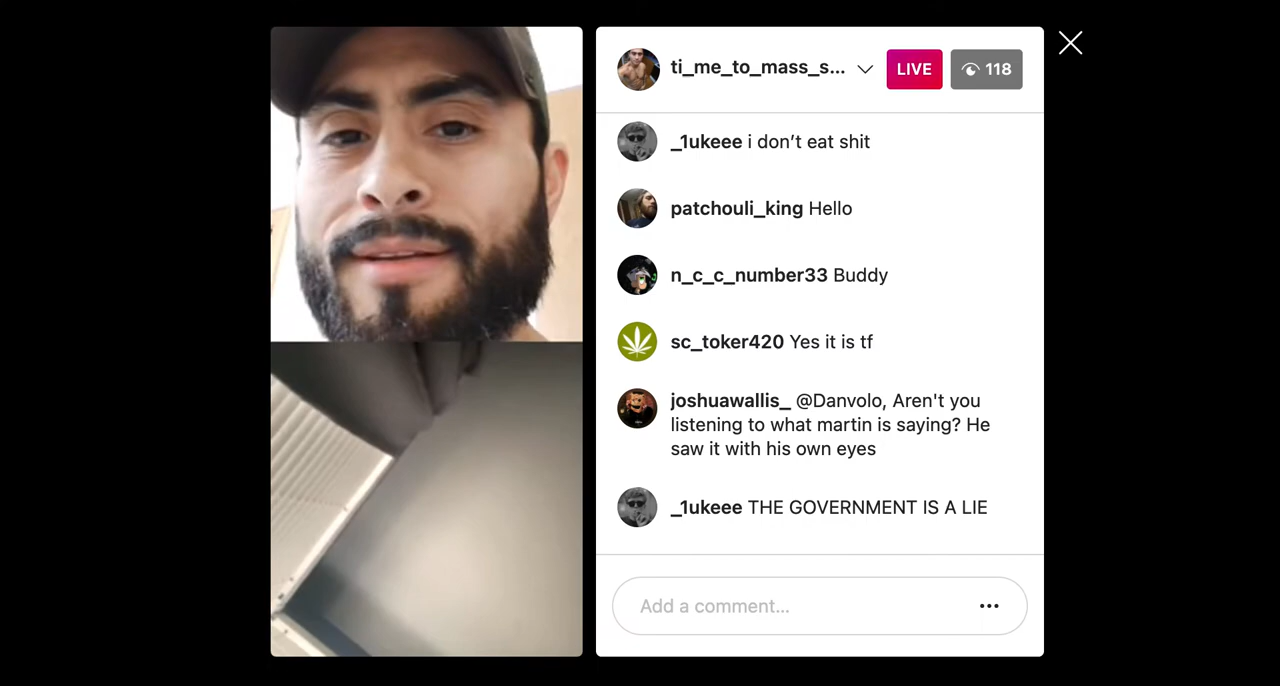 ti_me_to_mass_s...
LIVE
118
_1ukeee i don’t eat shit
patchouli_king Hello
n_c_c_number33 Buddy
sc_toker420 Yes it is tf
joshuawallis_ @Danvolo, Aren't you
listening to what martin is saying? He
saw it with his own eyes
_1ukeee THE GOVERNMENT IS A LIE
Add a comment...